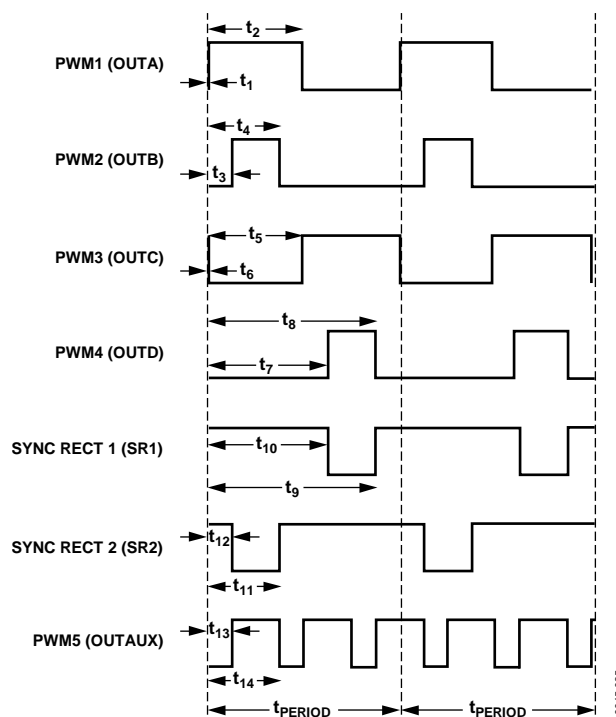 t2
PWM1 (OUTA)
t1
t4
PWM2 (OUTB)
t3
t5
PWM3 (OUTC)
t6
t8
PWM4 (OUTD)
t7
SYNC RECT 1 (SR1)
t10
t9
SYNC RECT 2 (SR2)
t12
t11
t13
PWM5 (OUTAUX)
t14
tPERIOD tPERIOD